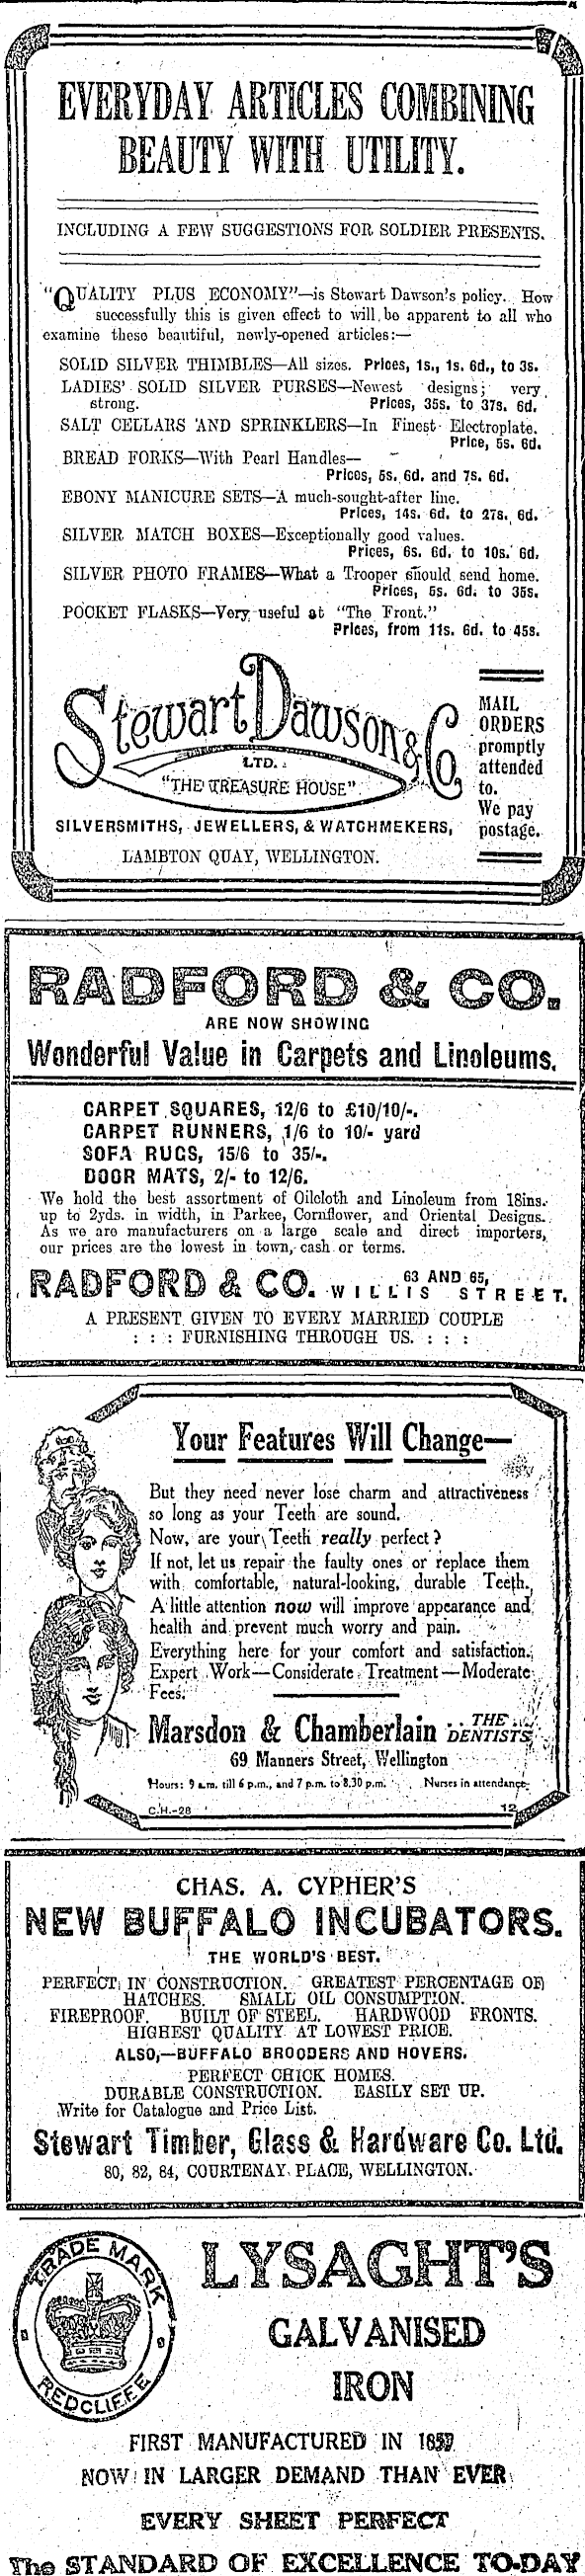 EVERYDAY ARTICLES COMBINING
BEAUTY WITH UTILITY.
INCLUDING A FEW SUGGESTIONS FOR SOLDIER PRESENTS.
"QUALITY PLUS ECONOMY"—is Stewart Dawson's policy. How
successfully this is given effect to will be apparent to all who
examine these beautiful, newly-opened articles:—
SOLID SILVER THIMBLES—All sizes. Prices, 1s., 1s. 6d., to 3s.
LADIES' SOLID SILVER PURSES—Newest designs; very
strong. Prices, 35s. to 37s. 6d.
SALT CELLARS AND SPRINKLERS—In Finest Electroplate.
Price, 5s. 6d.
BREAD FORKS—With Pearl Handles—
Prices, 5s. 6d. and 7s. 6d.
EBONY MANICURE SETS—A much-sought-after line.
Prices, 14s. 6d. to 27s. 6d.
SILVER MATCH BOXES—Exceptionally good values.
Prices, 6s. 6d. to 10s. 6d.
SILVER PHOTO FRAMES—What a Trooper should send home.
Prices, 5s. 6d. to 35s.
POCKET FLASKS—Very useful at "The Front."
Prices, from 11s. 6d. to 45s.
Stewart Dawson & Co.
LTD.
"THE TREASURE HOUSE"
SILVERSMITHS, JEWELLERS, & WATCHMEKERS,
LAMBTON QUAY, WELLINGTON.
MAIL
ORDERS
promptly
attended
to.
We pay
postage.
RADFORD & CO.
ARE NOW SHOWING
Wonderful Value in Carpets and Linoleums.
CARPET SQUARES, 12/6 to £10/10/-.
CARPET RUNNERS, 1/6 to 10/- yard
SOFA RUGS, 15/6 to 35/-.
DOOR MATS, 2/- to 12/6.
We hold the best assortment of Oilcloth and Linoleum from 18ins.
up to 2yds. in width, in Parkee, Cornflower, and Oriental Designs.
As we are manufacturers on a large scale and direct importers,
our prices are the lowest in town, cash or terms.
RADFORD & CO. 63 AND 65, WILLIS STREET.
A PRESENT GIVEN TO EVERY MARRIED COUPLE
: : : FURNISHING THROUGH US. : : :
Your Features Will Change—
But they need never lose charm and attractiveness
so long as your Teeth are sound.
Now, are your Teeth really perfect?
If not, let us repair the faulty ones or replace them
with comfortable, natural-looking, durable Teeth.
A little attention now will improve appearance and
health and prevent much worry and pain.
Everything here for your comfort and satisfaction.
Expert Work—Considerate Treatment—Moderate
Fees.
Marsdon & Chamberlain .. THE .. DENTISTS
69 Manners Street, Wellington
Hours: 9 a.m. till 6 p.m., and 7 p.m. to 8.30 p.m. Nurses in attendance
C.H.-28 12
CHAS. A. CYPHER'S
NEW BUFFALO INCUBATORS.
THE WORLD'S BEST.
PERFECT IN CONSTRUCTION. GREATEST PERCENTAGE OF
HATCHES. SMALL OIL CONSUMPTION.
FIREPROOF. BUILT OF STEEL. HARDWOOD FRONTS.
HIGHEST QUALITY AT LOWEST PRICE.
ALSO,—BUFFALO BROODERS AND HOVERS.
PERFECT CHICK HOMES.
DURABLE CONSTRUCTION. EASILY SET UP.
Write for Catalogue and Price List.
Stewart Timber, Glass & Hardware Co. Ltd.
80, 82, 84, COURTENAY PLACE, WELLINGTON.
TRADE MARK
REDCLIFFE
LYSAGHT'S
GALVANISED
IRON
FIRST MANUFACTURED IN
NOW IN LARGER DEMAND THAN EVER
EVERY SHEET PERFECT
The STANDARD OF EXCELLENCE TO-DAY